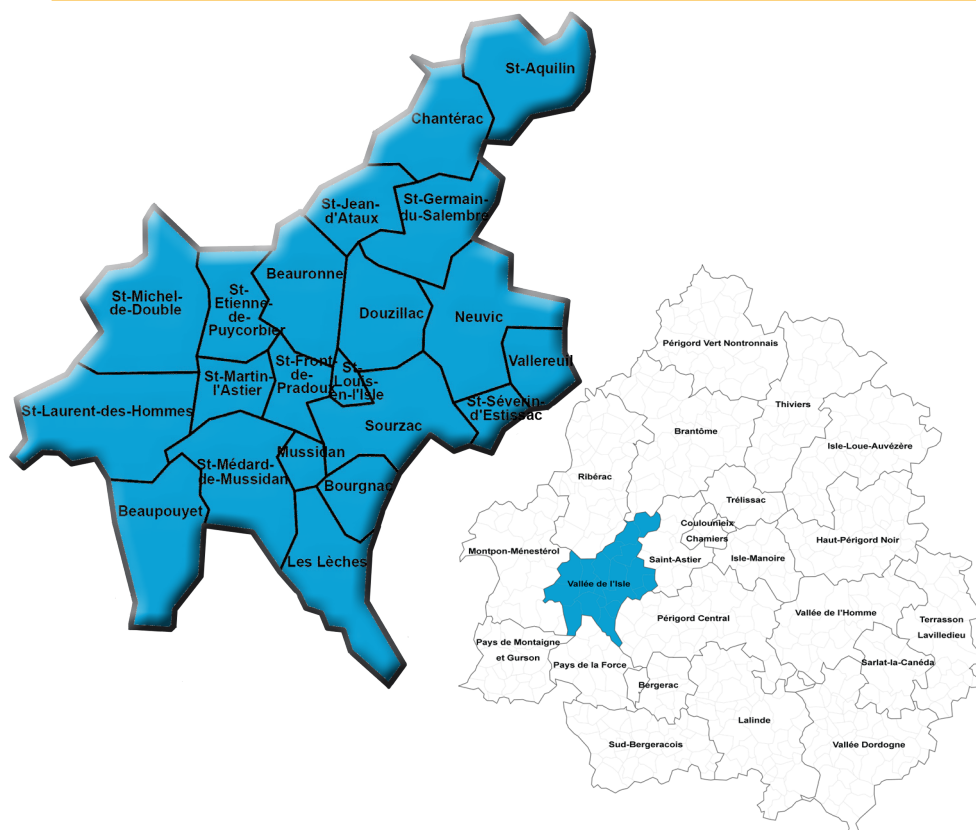 St-Aquilin
Chantérac
St-Jean-
d'Ataux
St-Germain-
du-Salembre
Beauronne
St-Michel-
de-Double
St-
Etienne-
de-
Puycorbier
Douzillac
Neuvic
Vallereuil
St-Front-
de-
Pradoux
St-
Louis-
en-l'Isle
St-Martin-
l'Astier
St-Laurent-des-Hommes
St-Séverin-
d'Estissac
Sourzac
Mussidan
St-Médard-
de-Mussidan
Bourgnac
Beaupouyet
Les Lèches
Périgord Vert Nontronnais
Thiviers
Brantôme
Isle-Loue-Auvézère
Ribérac
Trélissac
Coulounieix
Chamiers
Haut-Périgord Noir
Montpon-Ménestérol
Saint-Astier
Isle-Manoire
Vallée de l'Isle
Périgord Central
Vallée de l'Homme
Terrasson
Lavilledieu
Pays de Montaigne
et Gurson
Pays de la Force
Sarlat-la-Canéda
Bergerac
Lalinde
Sud-Bergeracois
Vallée Dordogne